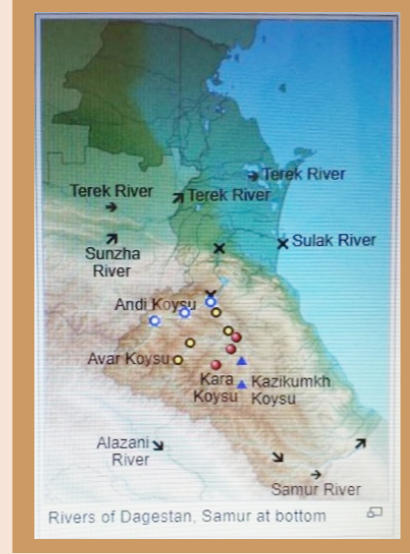 Terek River
Terek River
Terek River
Sulak River
Sunzha
River
Andi Koysu
Avar Koysu
Kara
Koysu
Kazikumkh
Koysu
Alazani
River
Samur River
Rivers of Dagestan, Samur at bottom